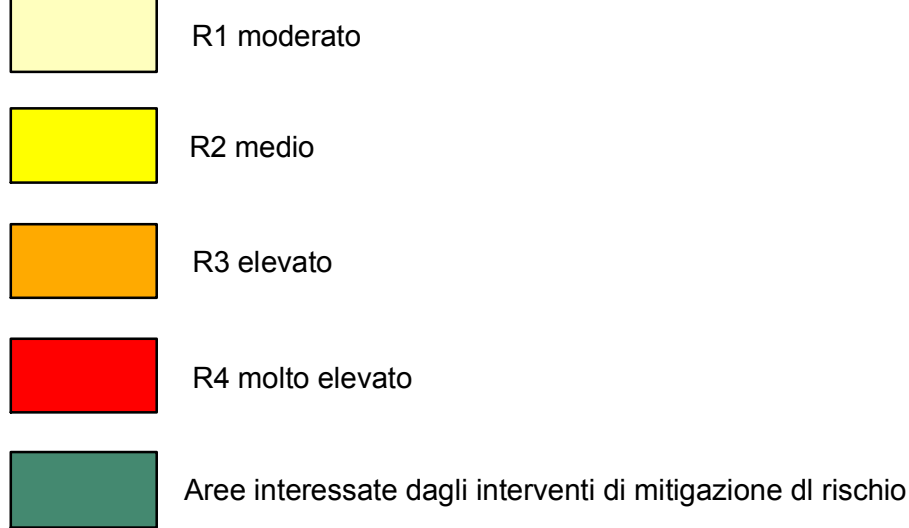 R1 moderato
R2 medio
R3 elevato
R4 molto elevato
Aree interessate dagli interventi di mitigazione dl rischio